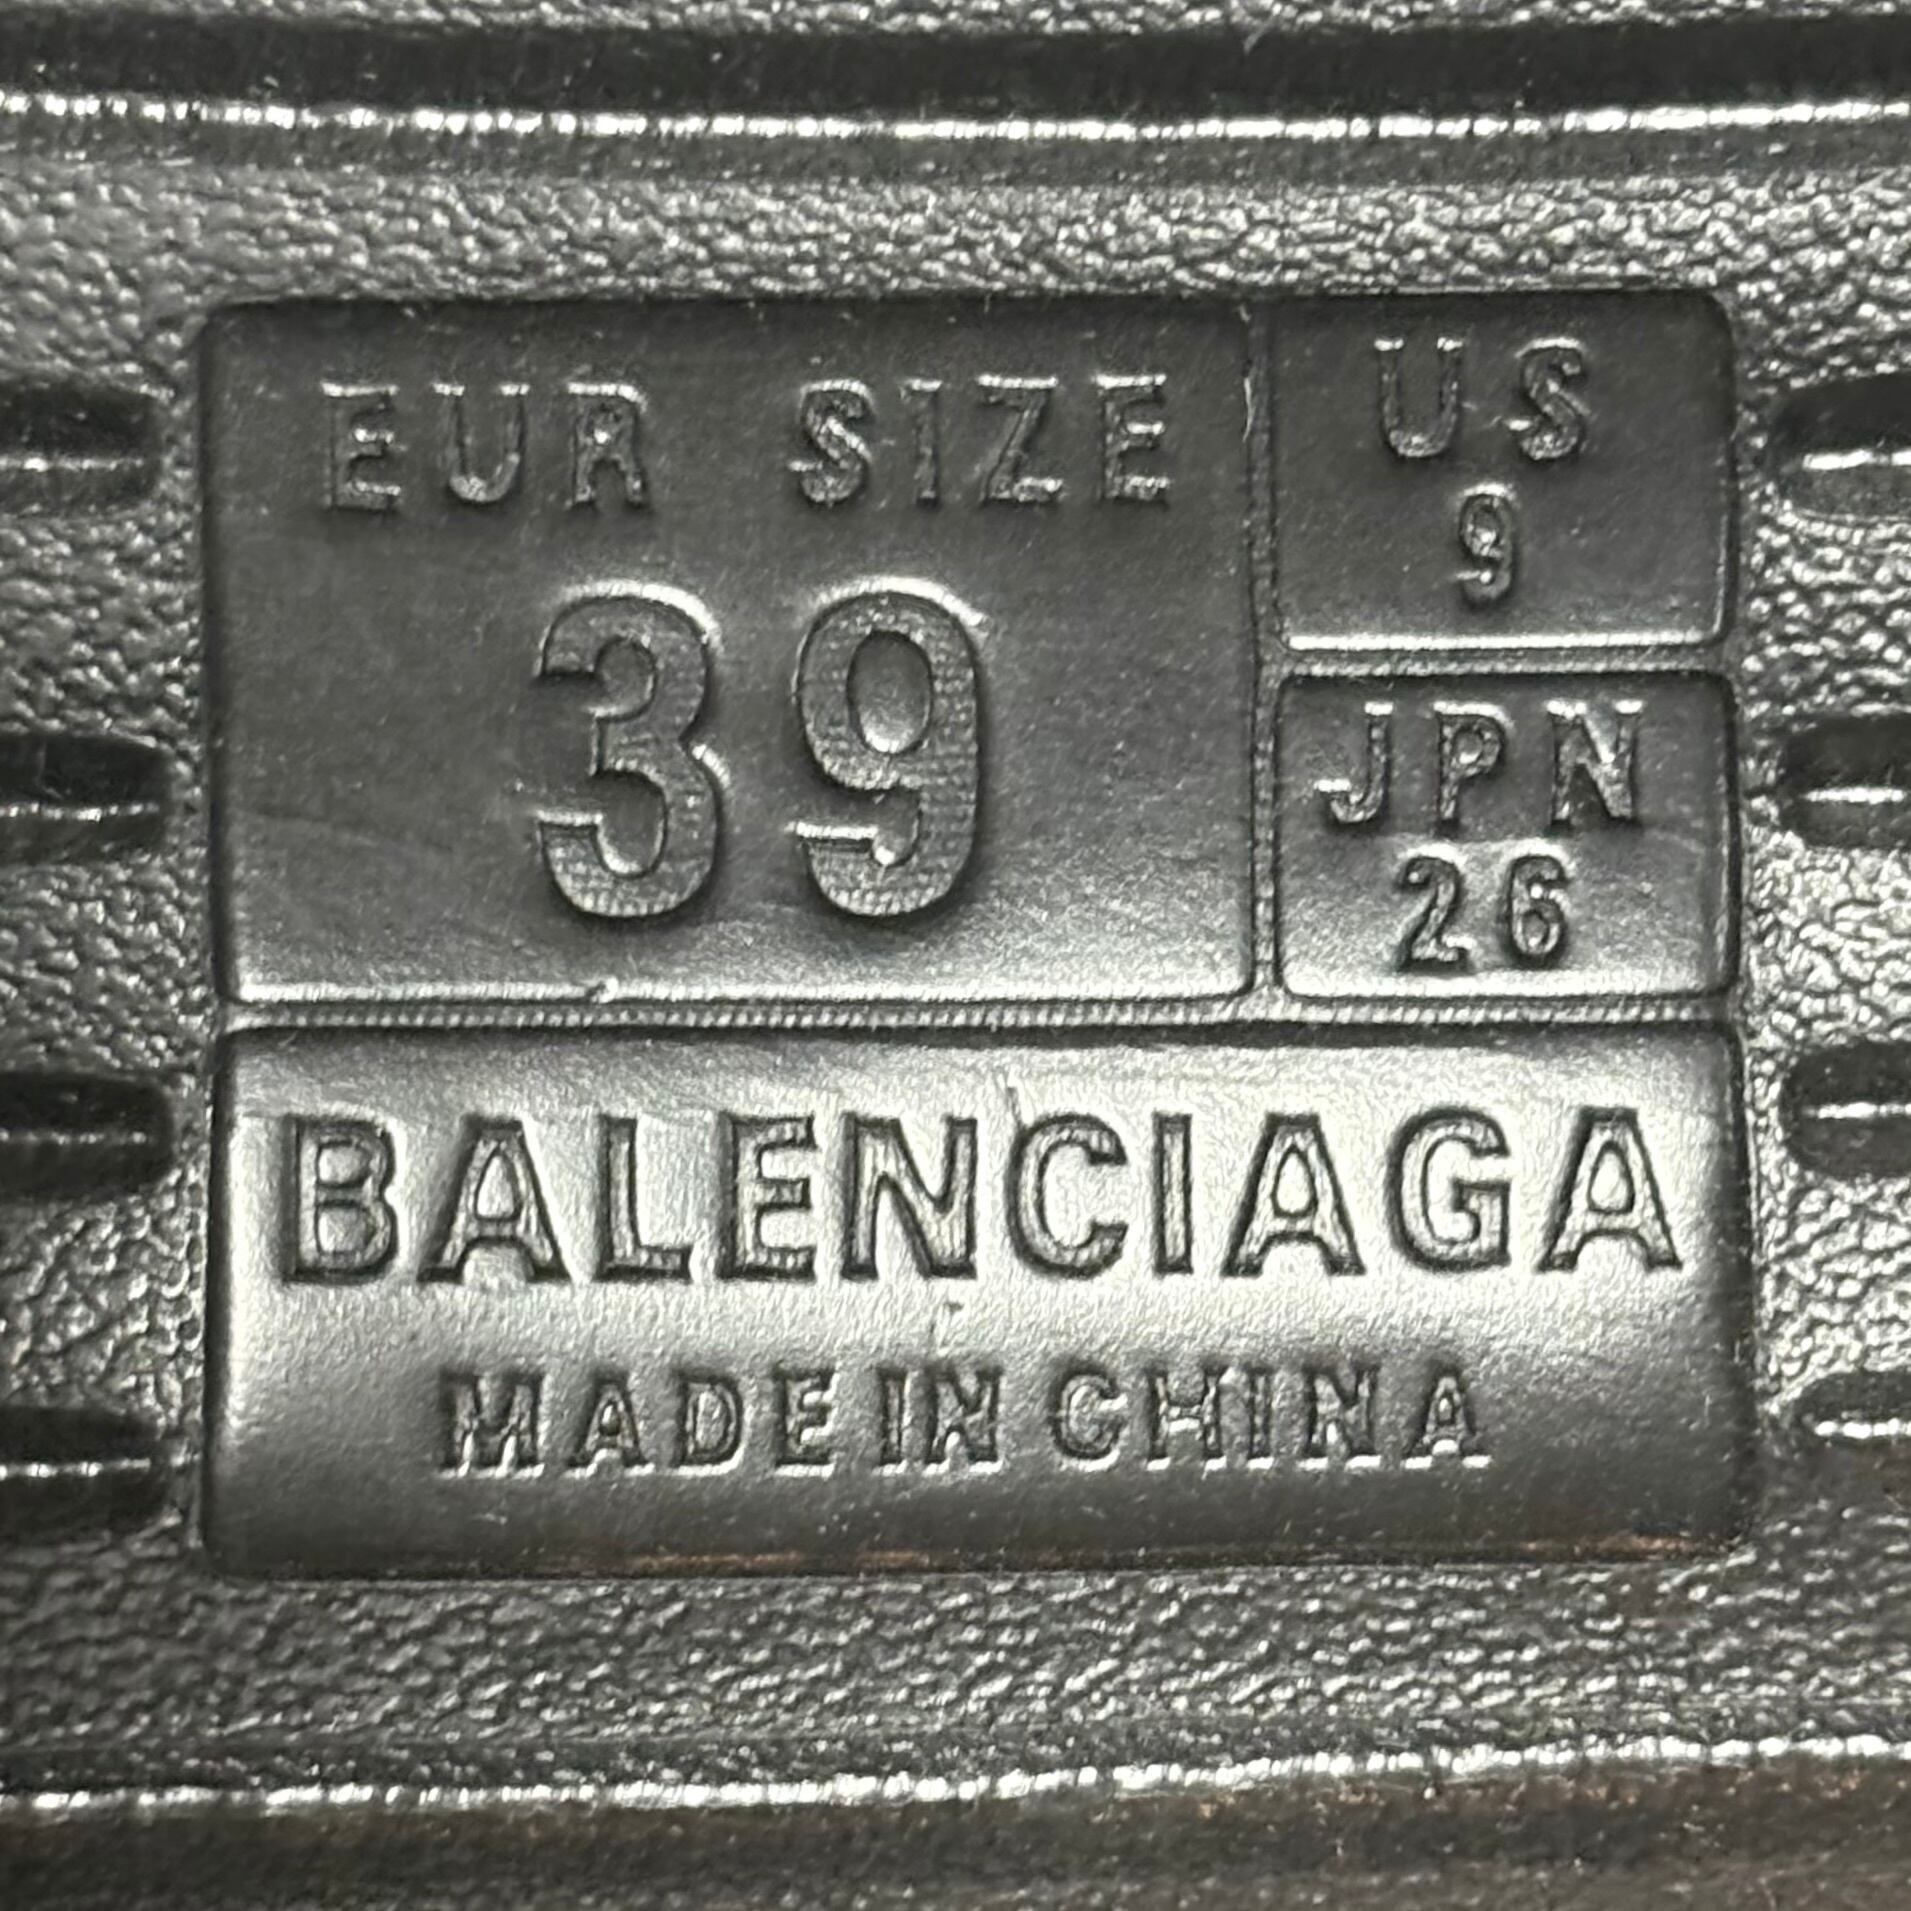 EUR SIZE
39
US
9
JPN
26
BALENCIAGA
MADE IN CHINA